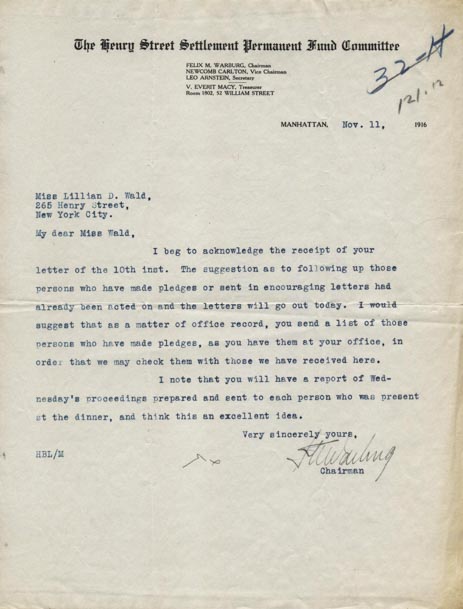 The Henry Street Settlement Permanent Fund Committee
FELIX M. WARBURG, Chairman
NEWCOMB CARLTON, Vice Chairman
LEO ARNSTEIN, Secretary
V. EVERIT MACY, Treasurer
Room 1902, 52 WILLIAM STREET
32-H
121.12
MANHATTAN, Nov. 11, 1916
Miss Lillian D. Wald,
265 Henry Street,
New York City.
My dear Miss Wald,
I beg to acknowledge the receipt of your
letter of the 10th inst. The suggestion as to following up those
persons who have made pledges or sent in encouraging letters had
already been acted on and the letters will go out today. I would
suggest that as a matter of office record, you send a list of those
persons who have made pledges, as you have them at your office, in
order that we may check them with those we have received here.
I note that you will have a report of Wed-
nesday's proceedings prepared and sent to each person who was present
at the dinner, and think this an excellent idea.
Very sincerely yours,
HBL/M
Warburg
Chairman